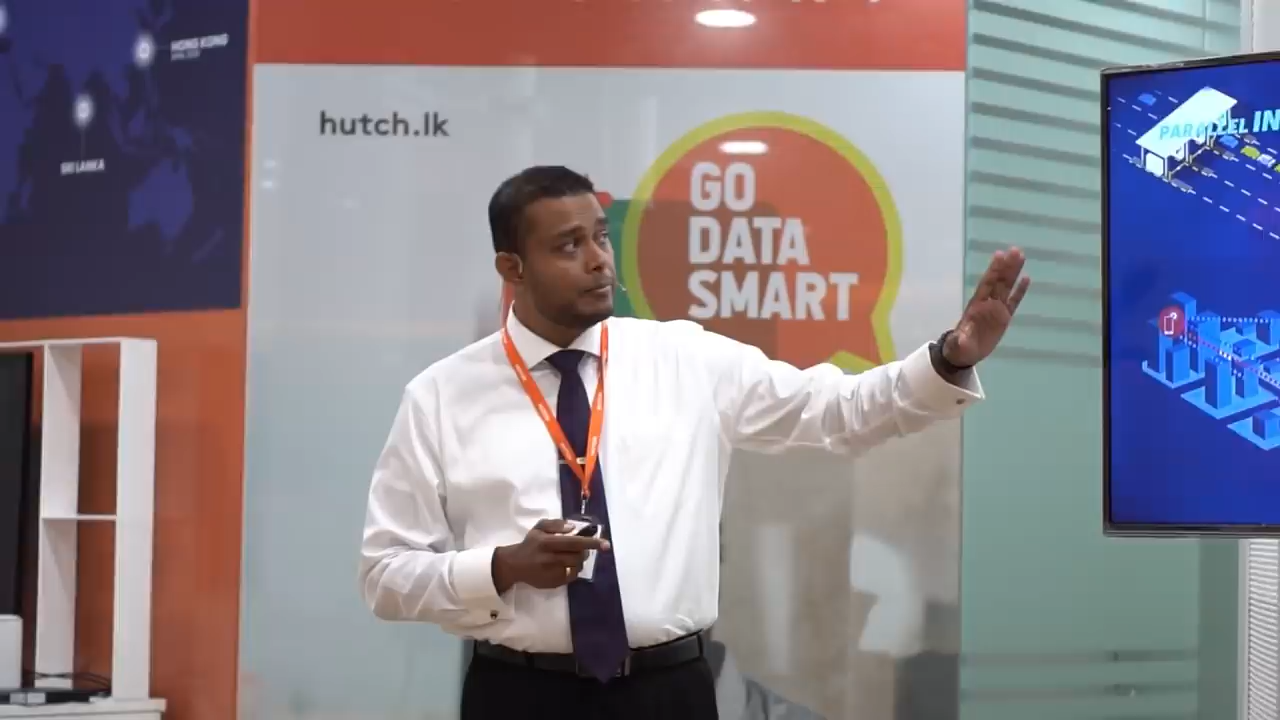 HONG KONG
SRI LANKA
hutch.lk
GO
DATA
SMART
PARALLEL IN